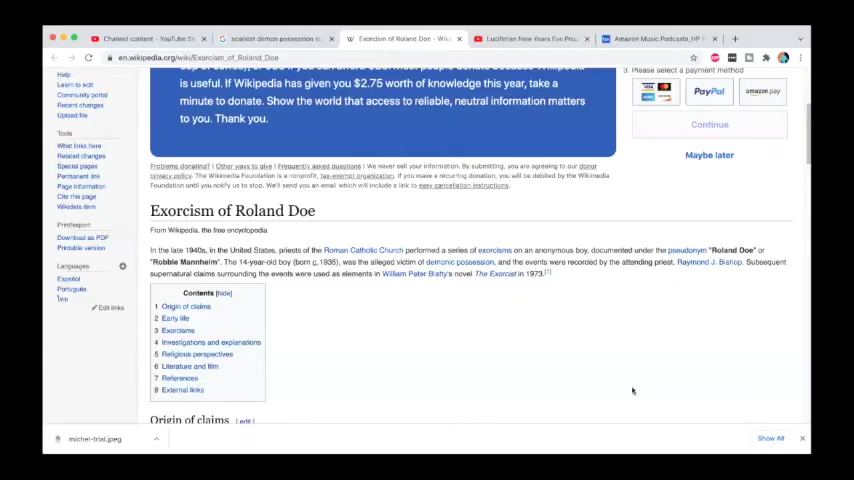 Channel content - YouTube St
scariest demon possession st
Exorcism of Roland Doe - Wiki
Luciferian New Years Eve Prou
Amazon Music Podcasts_HP P
en.wikipedia.org/wiki/Exorcism_of_Roland_Doe
is useful. If Wikipedia has given you $2.75 worth of knowledge this year, take a
minute to donate. Show the world that access to reliable, neutral information matters
to you. Thank you.
3. Please select a payment method
VISA
PayPal
amazon pay
Continue
Maybe later
Problems donating? | Other ways to give | Frequently asked questions | We never sell your information. By submitting, you are agreeing to our donor
privacy policy. The Wikimedia Foundation is a nonprofit, tax-exempt organization. If you make a recurring donation, you will be debited by the Wikimedia
Foundation until you notify us to stop. We'll send you an email which will include a link to easy cancellation instructions.
Help
Learn to edit
Community portal
Recent changes
Upload file
Tools
What links here
Related changes
Special pages
Permanent link
Page information
Cite this page
Wikidata item
Print/export
Download as PDF
Printable version
Languages
Español
Português
ไทย
Edit links
Exorcism of Roland Doe
From Wikipedia, the free encyclopedia
In the late 1940s, in the United States, priests of the Roman Catholic Church performed a series of exorcisms on an anonymous boy, documented under the pseudonym "Roland Doe" or
"Robbie Mannheim". The 14-year-old boy (born c. 1935), was the alleged victim of demonic possession, and the events were recorded by the attending priest, Raymond J. Bishop. Subsequent
supernatural claims surrounding the events were used as elements in William Peter Blatty's novel The Exorcist in 1973.[1]
Contents [hide]
1 Origin of claims
2 Early life
3 Exorcisms
4 Investigations and explanations
5 Religious perspectives
6 Literature and film
7 References
8 External links
Origin of claims [edit]
michel-trial.jpeg
Show All